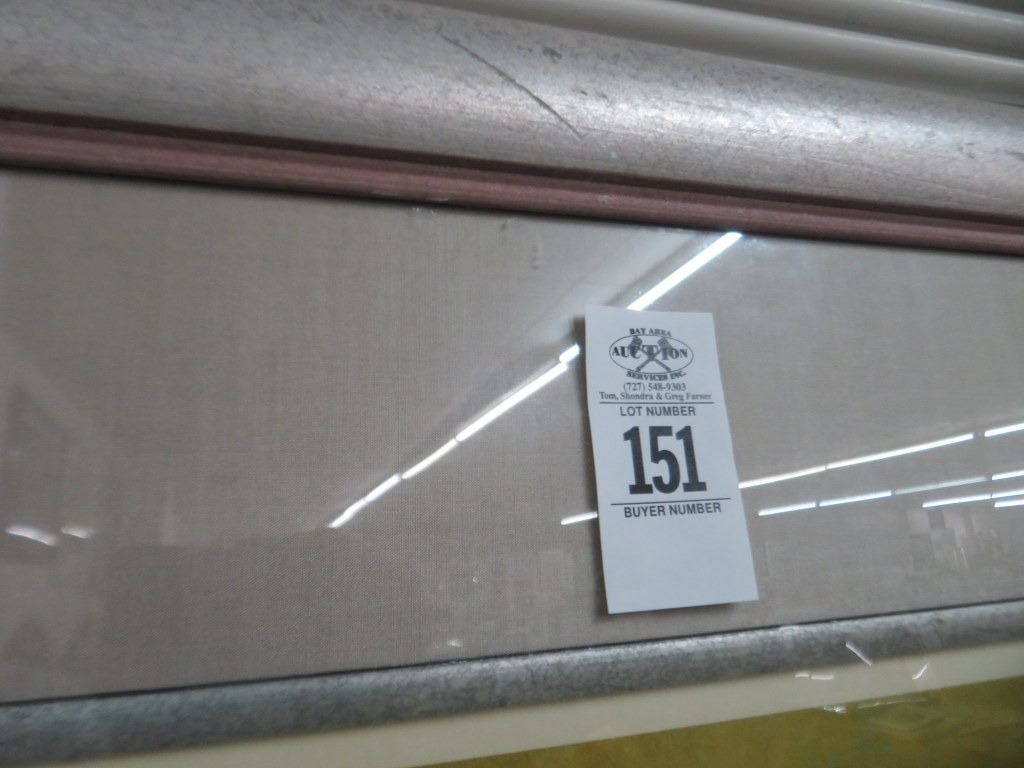 BAY AREA
AUCTION
SERVICES INC.
(727) 548-9303
Tom, Shondra & Greg Farner
LOT NUMBER
151
BUYER NUMBER